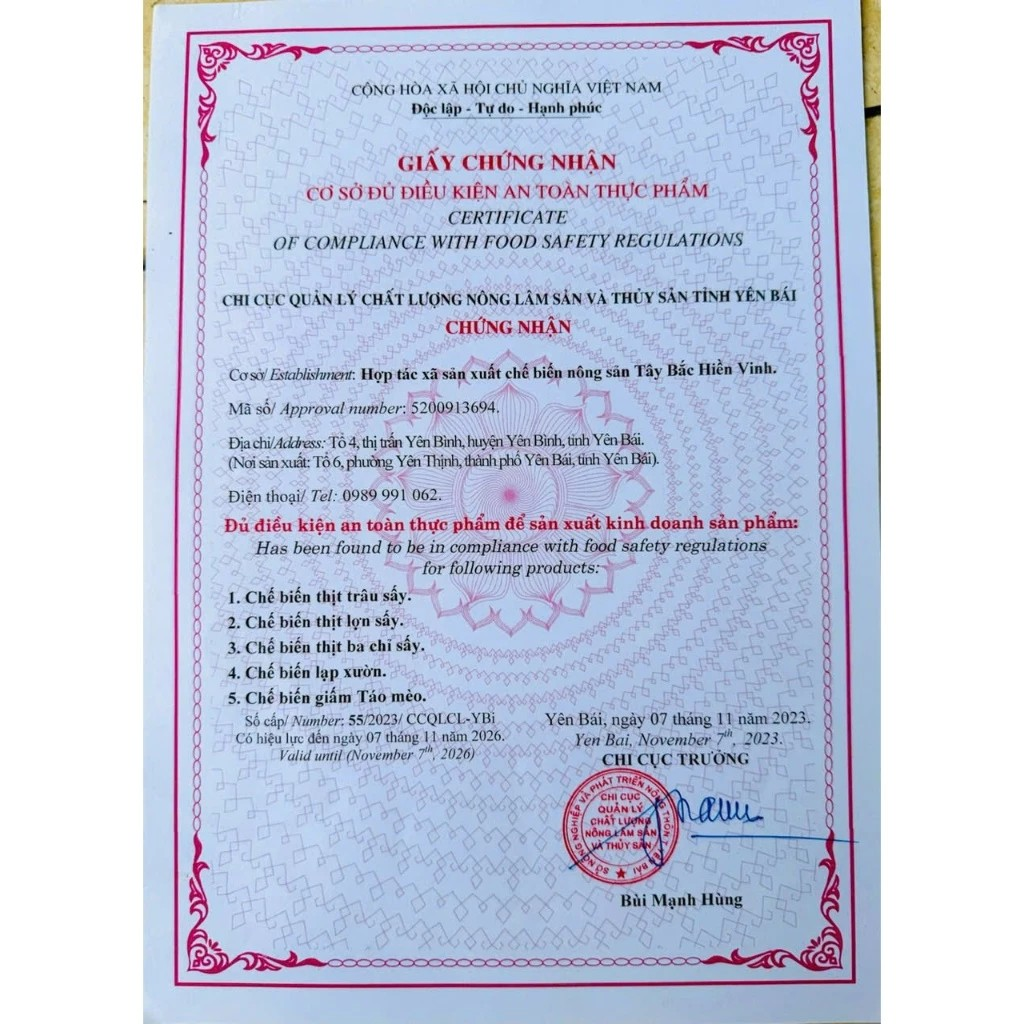 CỘNG HÒA XÃ HỘI CHỦ NGHĨA VIỆT NAM
Độc lập - Tự do - Hạnh phúc
GIẤY CHỨNG NHẬN
CƠ SỞ ĐỦ ĐIỀU KIỆN AN TOÀN THỰC PHẨM
CERTIFICATE
OF COMPLIANCE WITH FOOD SAFETY REGULATIONS
CHI CỤC QUẢN LÝ CHẤT LƯỢNG NÔNG LÂM SẢN VÀ THỦY SẢN TỈNH YÊN BÁI
CHỨNG NHẬN
Cơ sở/ Establishment: Hợp tác xã sản xuất chế biến nông sản Tây Bắc Hiền Vinh.
Mã số/ Approval number: 5200913694.
Địa chỉ/Address: Tổ 4, thị trấn Yên Bình, huyện Yên Bình, tỉnh Yên Bái.
(Nơi sản xuất: Tổ 6, phường Yên Thịnh, thành phố Yên Bái, tỉnh Yên Bái).
Điện thoại/ Tel: 0989 991 062.
Đủ điều kiện an toàn thực phẩm để sản xuất kinh doanh sản phẩm:
Has been found to be in compliance with food safety regulations
for following products:
1. Chế biến thịt trâu sấy.
2. Chế biến thịt lợn sấy.
3. Chế biến thịt ba chỉ sấy.
4. Chế biến lạp xườn.
5. Chế biến giấm Táo mèo.
Số cấp/ Number: 55/2023/ CCQLCL-YBi
Có hiệu lực đến ngày 07 tháng 11 năm 2026.
Valid until (November 7th, 2026)
Yên Bái, ngày 07 tháng 11 năm 2023.
Yen Bai, November 7th, 2023.
CHI CỤC TRƯỞNG
SỞ NÔNG NGHIỆP VÀ PHÁT TRIỂN NÔNG THÔN YÊN BÁI
CHI CỤC
QUẢN LÝ
CHẤT LƯỢNG
NÔNG LÂM SẢN
VÀ THỦY SẢN
Bùi Mạnh Hùng